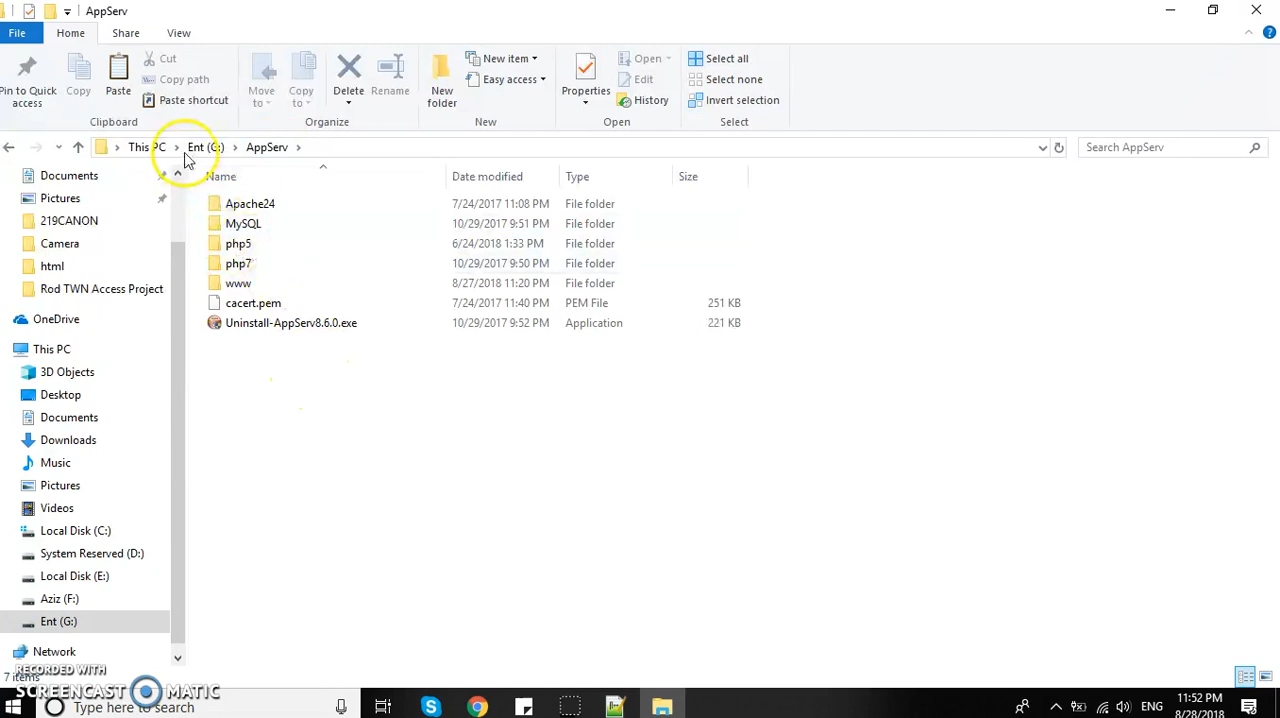 AppServ
File Home Share View
Pin to Quick access
Copy
Paste
Cut
Copy path
Paste shortcut
Clipboard
Move to
Copy to
Delete
Rename
Organize
New folder
New item
Easy access
New
Properties
Open
Edit
History
Open
Select all
Select none
Invert selection
Select
This PC Ent (G:) AppServ
Search AppServ
Name Date modified Type Size
Apache24 7/24/2017 11:08 PM File folder
MySQL 10/29/2017 9:51 PM File folder
php5 6/24/2018 1:33 PM File folder
php7 10/29/2017 9:50 PM File folder
www 8/27/2018 11:20 PM File folder
cacert.pem 7/24/2017 11:40 PM PEM File 251 KB
Uninstall-AppServ8.6.0.exe 10/29/2017 9:52 PM Application 221 KB
Documents
Pictures
219CANON
Camera
html
Rod TWN Access Project
OneDrive
This PC
3D Objects
Desktop
Documents
Downloads
Music
Pictures
Videos
Local Disk (C:)
System Reserved (D:)
Local Disk (E:)
Aziz (F:)
Ent (G:)
Network
7 items
RECORDED WITH
SCREENCAST MATIC
Type here to search
ENG
11:52 PM
8/28/2018